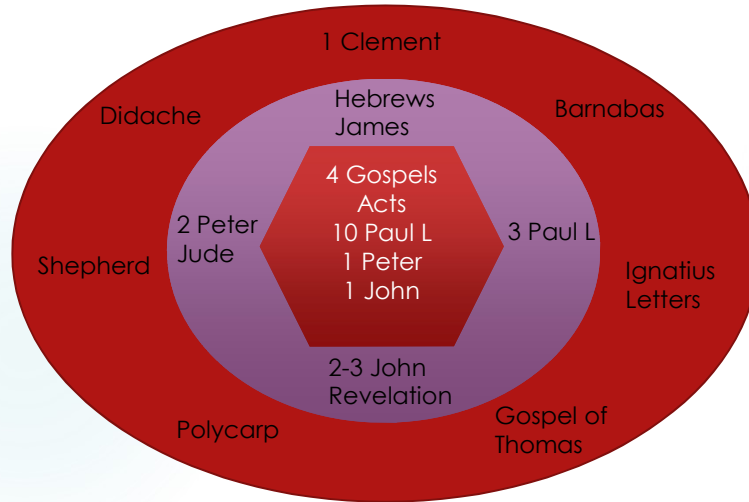 1 Clement
Didache
Barnabas
Hebrews
James
4 Gospels
Acts
10 Paul L
1 Peter
1 John
2 Peter
Jude
3 Paul L
Shepherd
Ignatius
Letters
2-3 John
Revelation
Polycarp
Gospel of
Thomas